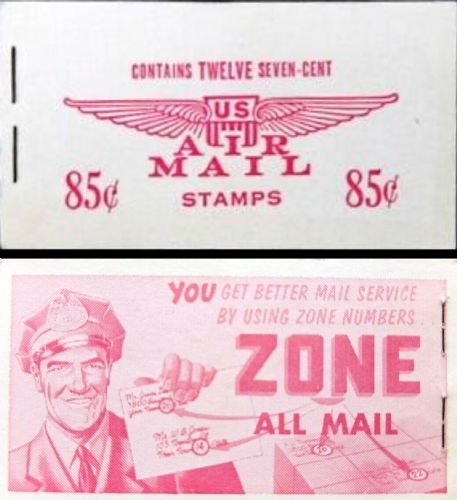 CONTAINS TWELVE SEVEN-CENT
US
AIR
MAIL
85¢ STAMPS 85¢
YOU GET BETTER MAIL SERVICE
BY USING ZONE NUMBERS..
ZONE
ALL MAIL